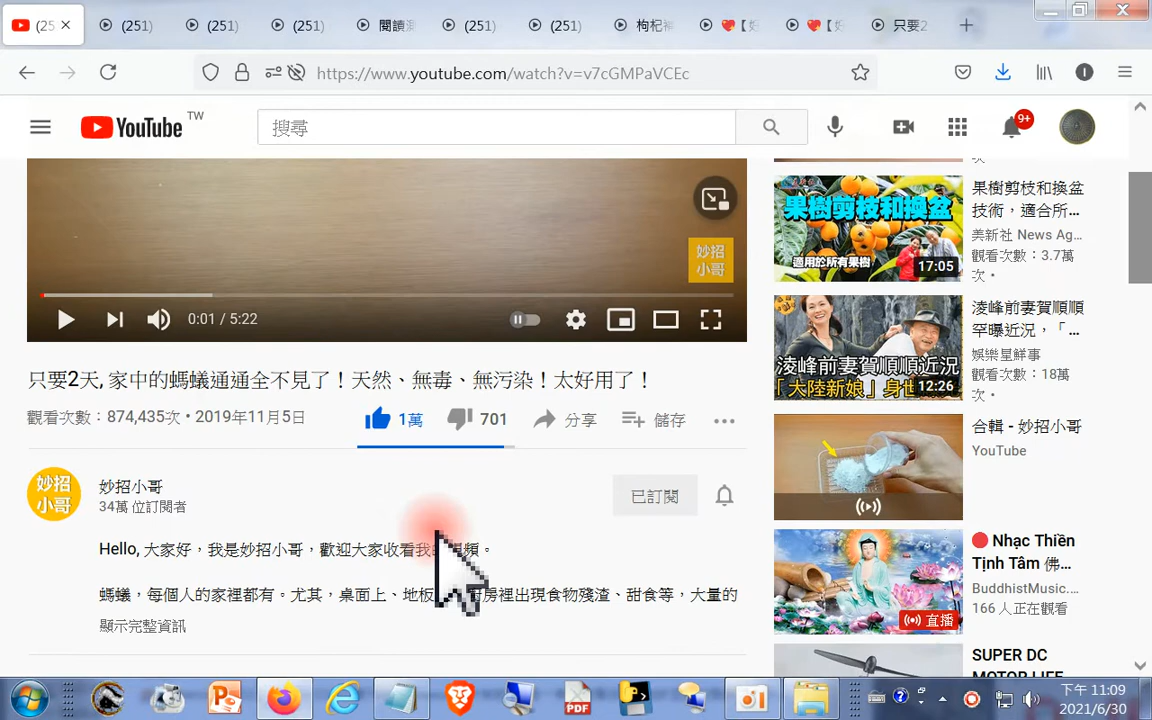 (25
(251)
(251)
(251)
閱讀
(251)
(251)
枸杞
【
【
只要2
https://www.youtube.com/watch?v=v7cGMPaVCEc
YouTube TW
搜尋
9+
妙招
小哥
0:01 / 5:22
只要2天, 家中的螞蟻通通全不見了！天然、無毒、無污染！太好用了！
觀看次數：874,435次 • 2019年11月5日
1萬
701
分享
儲存
妙招
小哥
妙招小哥
34萬 位訂閱者
已訂閱
Hello, 大家好，我是妙招小哥，歡迎大家收看我 視頻。
螞蟻，每個人的家裡都有。尤其，桌面上、地板 廚房裡出現食物殘渣、甜食等，大量的
顯示完整資訊
次
果樹剪枝和換盆
適用於所有果樹
17:05
果樹剪枝和換盆
技術，適合所...
美新社 News Ag...
觀看次數：3.7萬
次 •
淩峰前妻賀順順近況
「大陸新娘」身世
12:26
淩峰前妻賀順順
罕曝近況，「...
娛樂星鮮事
觀看次數：18萬
次 •
合輯 - 妙招小哥
YouTube
直播
Nhạc Thiền
Tịnh Tâm 佛...
BuddhistMusic....
166 人正在觀看
SUPER DC
MOTOR LIFE
PDF
下午 11:09
2021/6/30